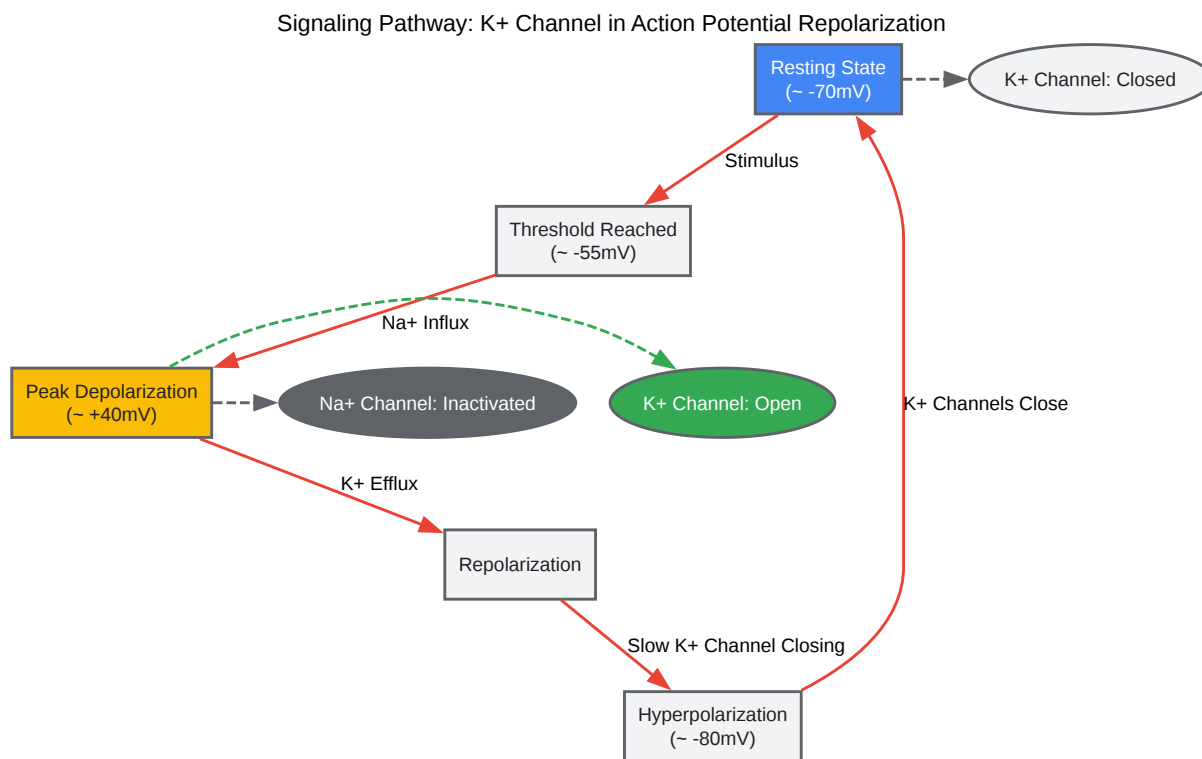 Signaling Pathway: K+ Channel in Action Potential Repolarization
Resting State
(~ -70mV)
K+ Channel: Closed
Stimulus
Threshold Reached
(~ -55mV)
Na+ Influx
Peak Depolarization
(~ +40mV)
Na+ Channel: Inactivated
K+ Channel: Open
K+ Channels Close
K+ Efflux
Repolarization
Slow K+ Channel Closing
Hyperpolarization
(~ -80mV)